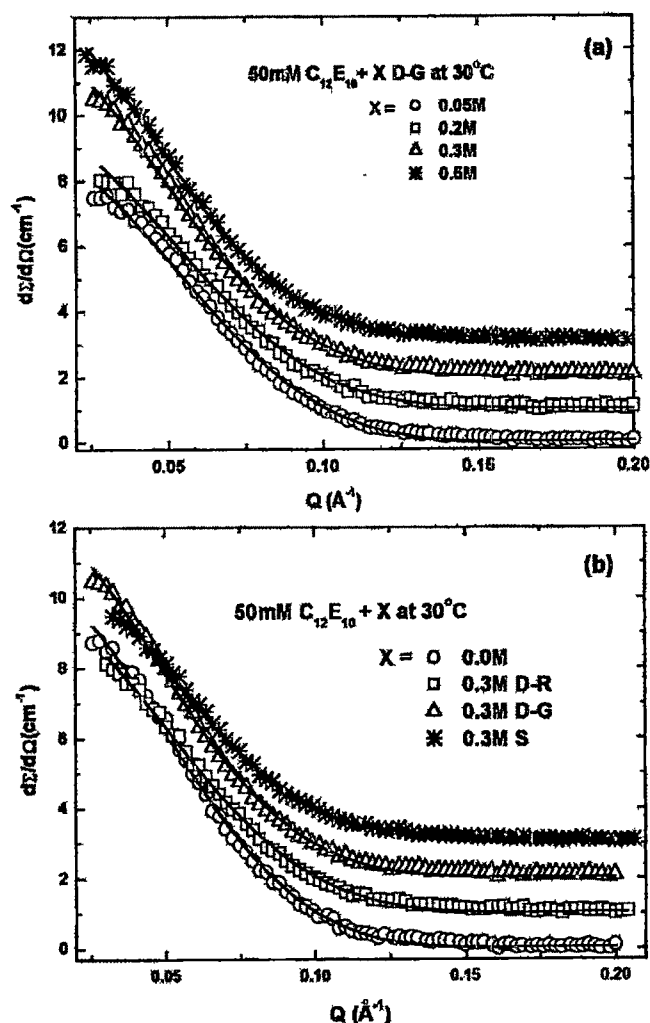 (a)
50mM C12E10 + X D-G at 30°C
X = 0.05M
0.2M
0.3M
0.5M
12
10
8
6
4
2
0
dΣ/dΩ(cm⁻¹)
0.05 0.10 0.15 0.20
Q (Å⁻¹)
(b)
50mM C12E10 + X at 30°C
X = 0.0M
0.3M D-R
0.3M D-G
0.3M S
12
10
8
6
4
2
0
dΣ/dΩ(cm⁻¹)
0.05 0.10 0.15 0.20
Q (Å⁻¹)